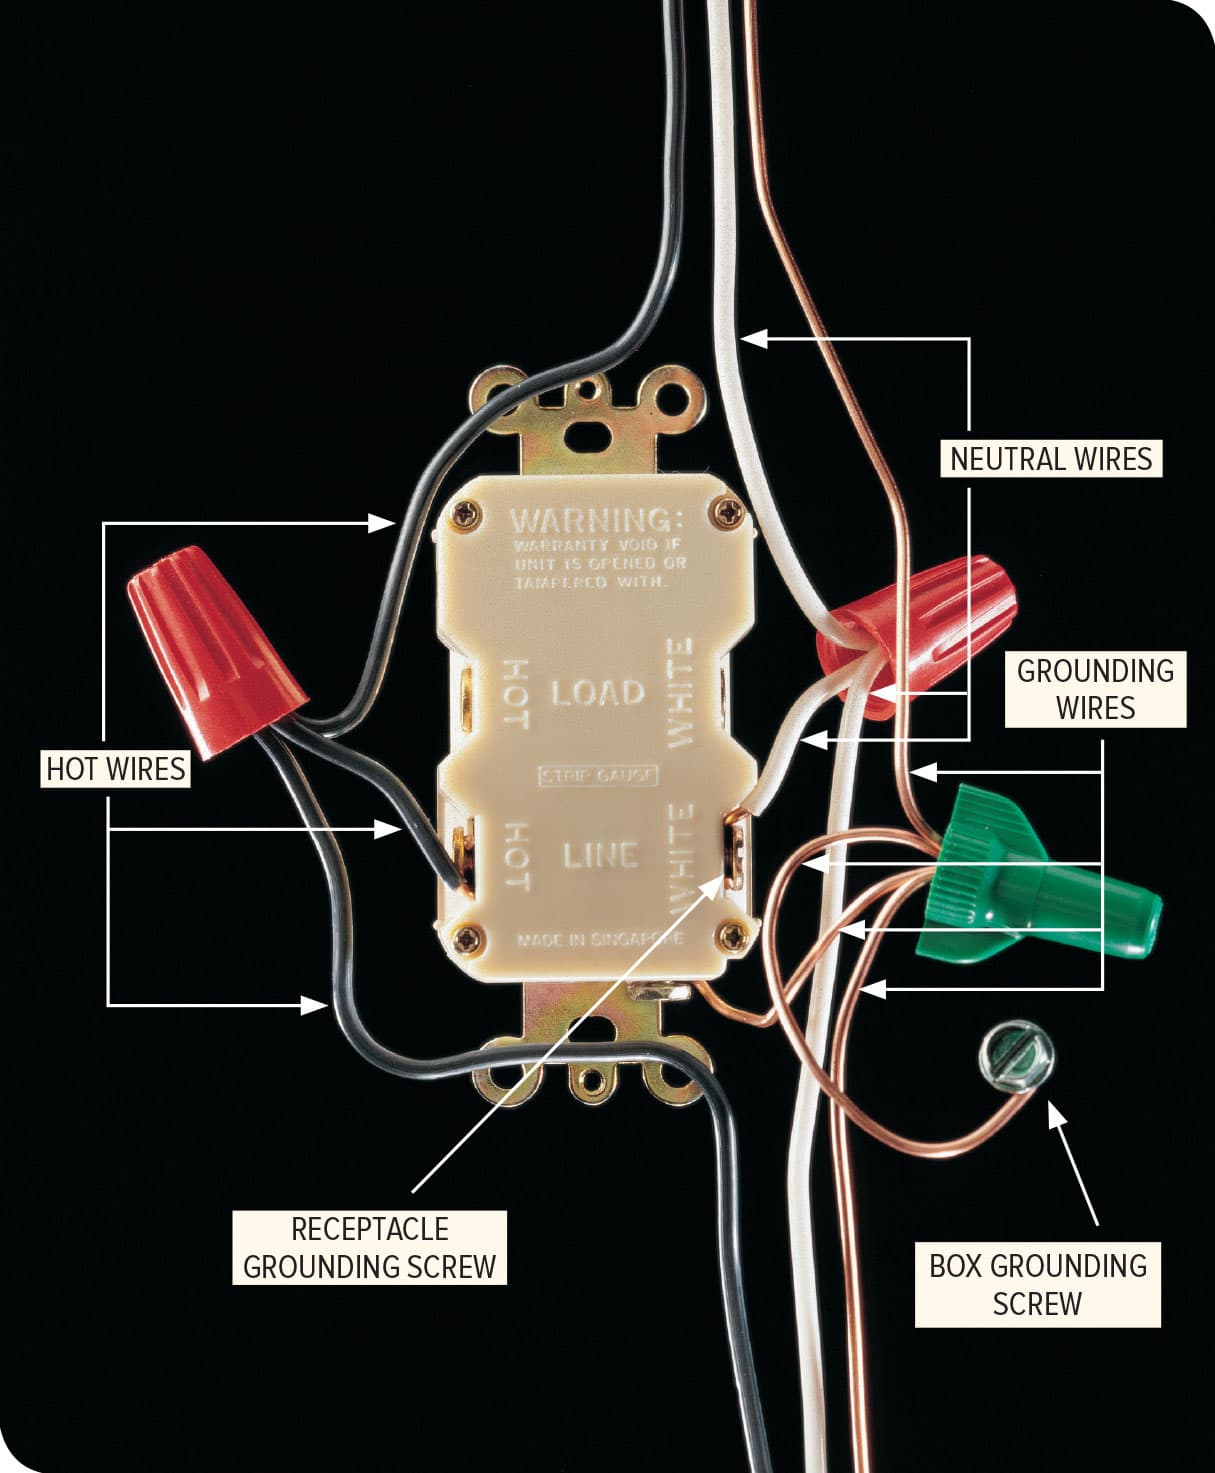 NEUTRAL WIRES
WARNING:
WARRANTY VOID IF
UNIT IS OPENED OR
TAMPERED WITH.
GROUNDING
WIRES
HOT
LOAD
WHITE
HOT WIRES
STRIP GAUGE
HOT
LINE
WHITE
MADE IN SINGAPORE
RECEPTACLE
GROUNDING SCREW
BOX GROUNDING
SCREW